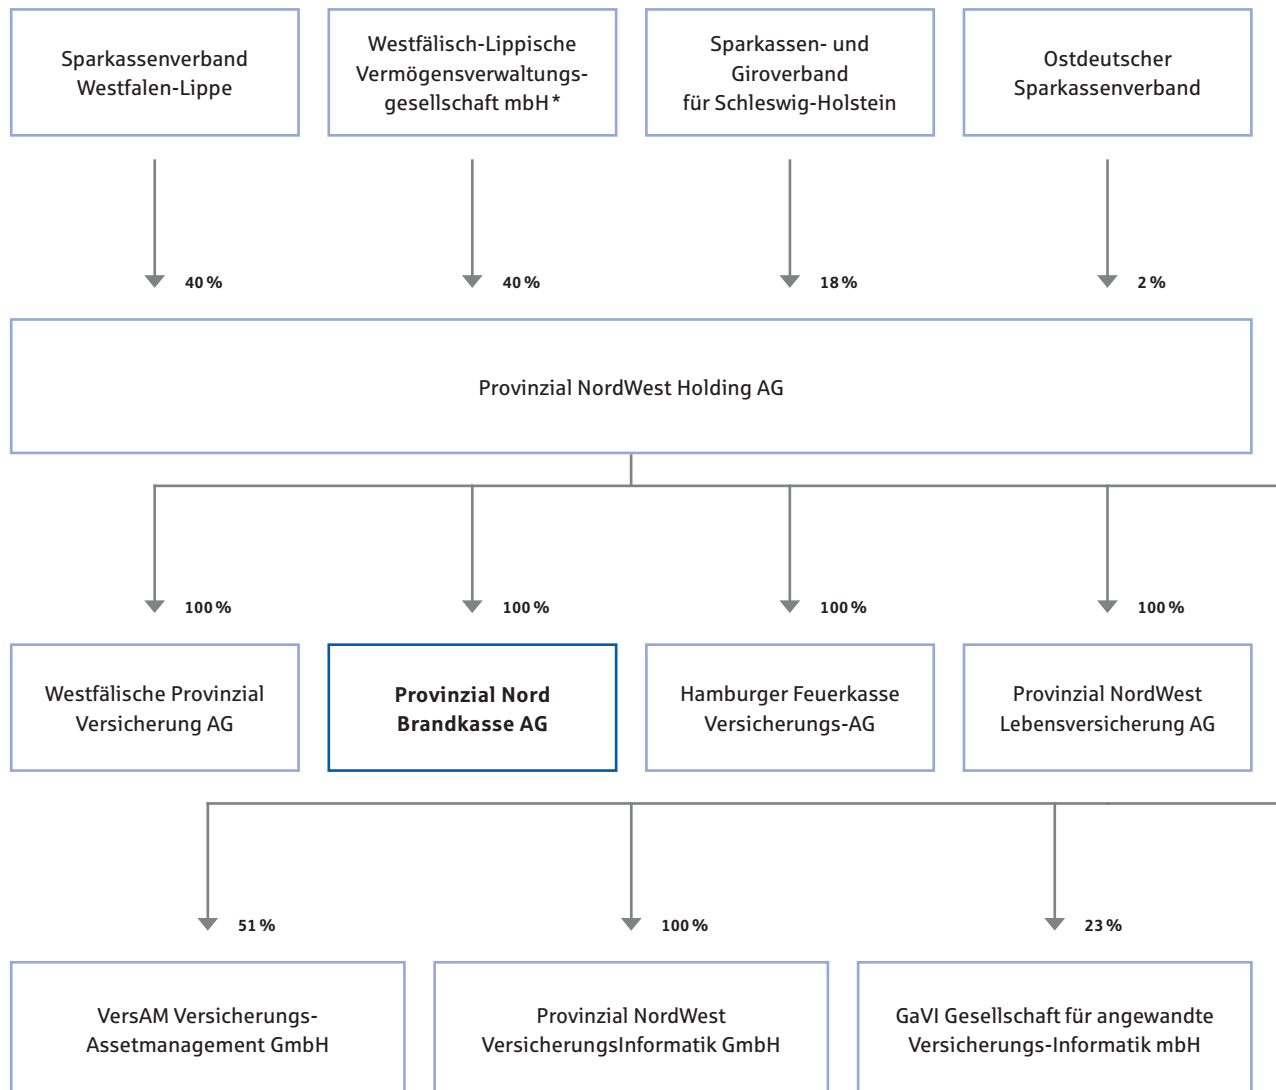 Sparkassenverband
Westfalen-Lippe
Westfälisch-Lippische
Vermögensverwaltungs-
gesellschaft mbH*
Sparkassen- und
Giroverband
für Schleswig-Holstein
Ostdeutscher
Sparkassenverband
40 %
40 %
18 %
2 %
Provinzial NordWest Holding AG
100 %
100 %
100 %
100 %
Westfälische Provinzial
Versicherung AG
Provinzial Nord
Brandkasse AG
Hamburger Feuerkasse
Versicherungs-AG
Provinzial NordWest
Lebensversicherung AG
51 %
100 %
23 %
VersAM Versicherungs-
Assetmanagement GmbH
Provinzial NordWest
VersicherungsInformatik GmbH
GaVI Gesellschaft für angewandte
Versicherungs-Informatik mbH